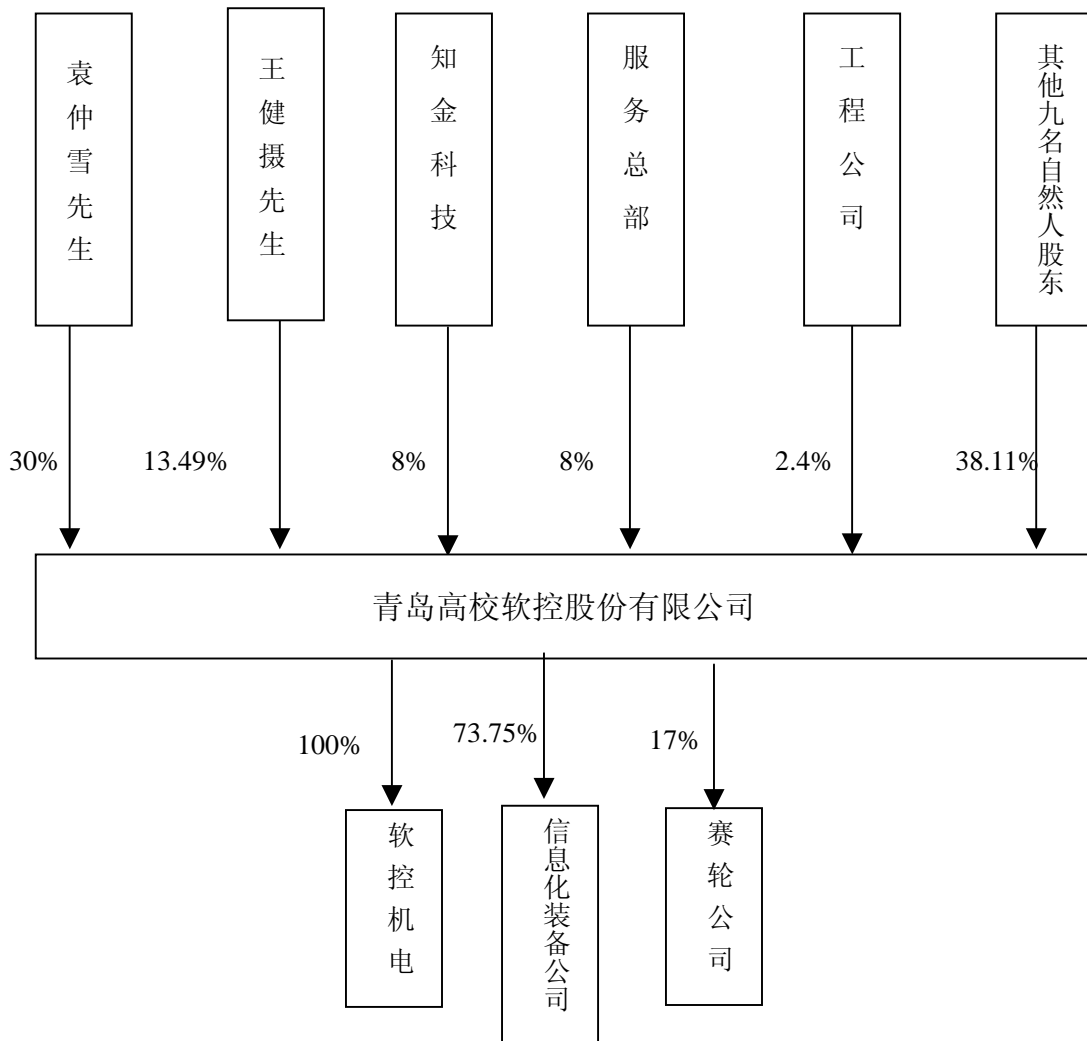 袁仲雪先生
王健摄先生
知金科技
服务总部
工程公司
其他九名自然人股东
30%
13.49%
8%
8%
2.4%
38.11%
青岛高校软控股份有限公司
100%
73.75%
17%
软控机电
信息化装备公司
赛轮公司